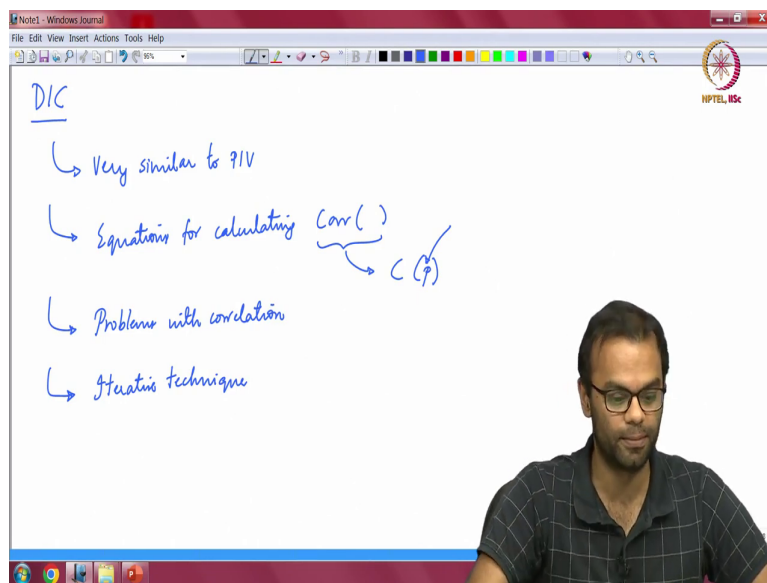 Note1 - Windows Journal
File Edit View Insert Actions Tools Help
96%
B I
NPTEL, IISc
DIC
Very similar to PIV
Equations for calculating Corr( )
C (p)
Problems with correlation
Iterative technique